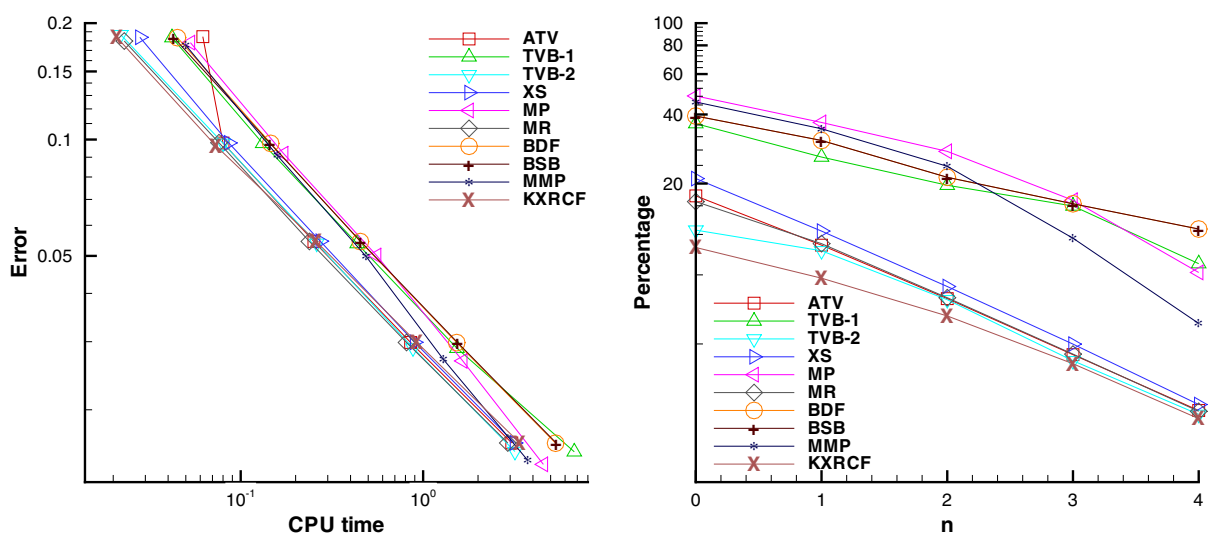 0.2
0.15
0.1
0.05
Error
10⁻¹
10⁰
CPU time
ATV
TVB-1
TVB-2
XS
MP
MR
BDF
BSB
MMP
KXRCF
100
80
60
40
20
Percentage
0
1
2
3
4
n
ATV
TVB-1
TVB-2
XS
MP
MR
BDF
BSB
MMP
KXRCF